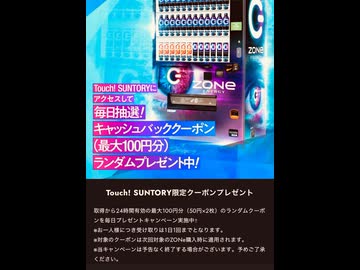 ZONe
ENERGY
Touch! SUNTORYに
アクセスして
毎日抽選!
キャッシュバッククーポン
(最大100円分)
ランダムプレゼント中!
Touch! SUNTORY限定クーポンプレゼント
取得から24時間有効の最大100円分（50円×2枚）のランダムクーポン
を毎日プレゼントキャンペーン実施中!
※お一人様につき受け取りは1日1回までとなります。
※対象のクーポンは次回対象のZONe購入時に適用されます。
※当キャンペーンは予告なく終了する場合がございます。予めご了承
ください。